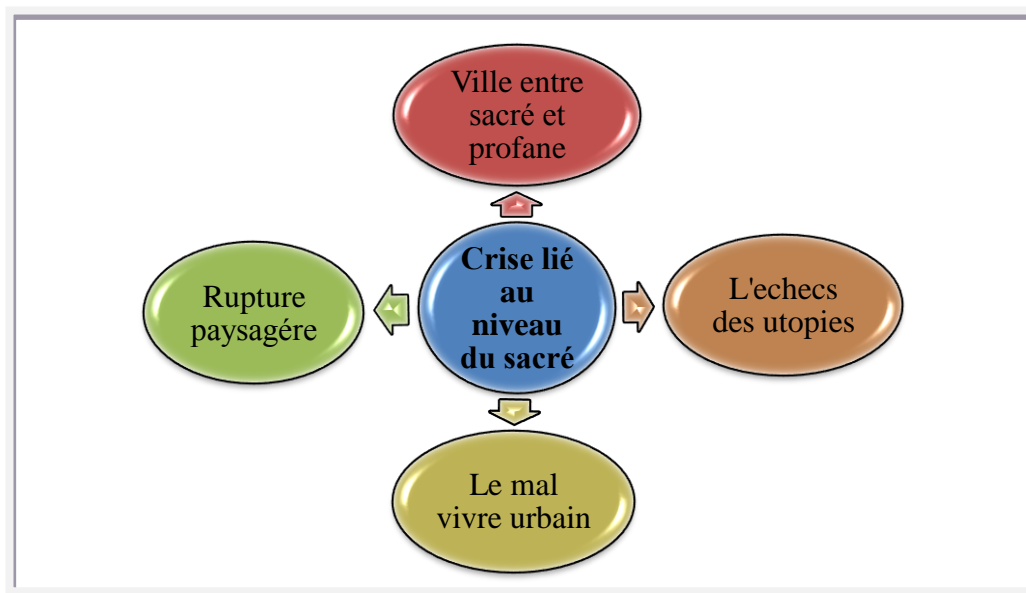 Ville entre
sacré et
profane
Rupture
paysagére
Crise lié
au
niveau
du sacré
L'echecs
des utopies
Le mal
vivre urbain